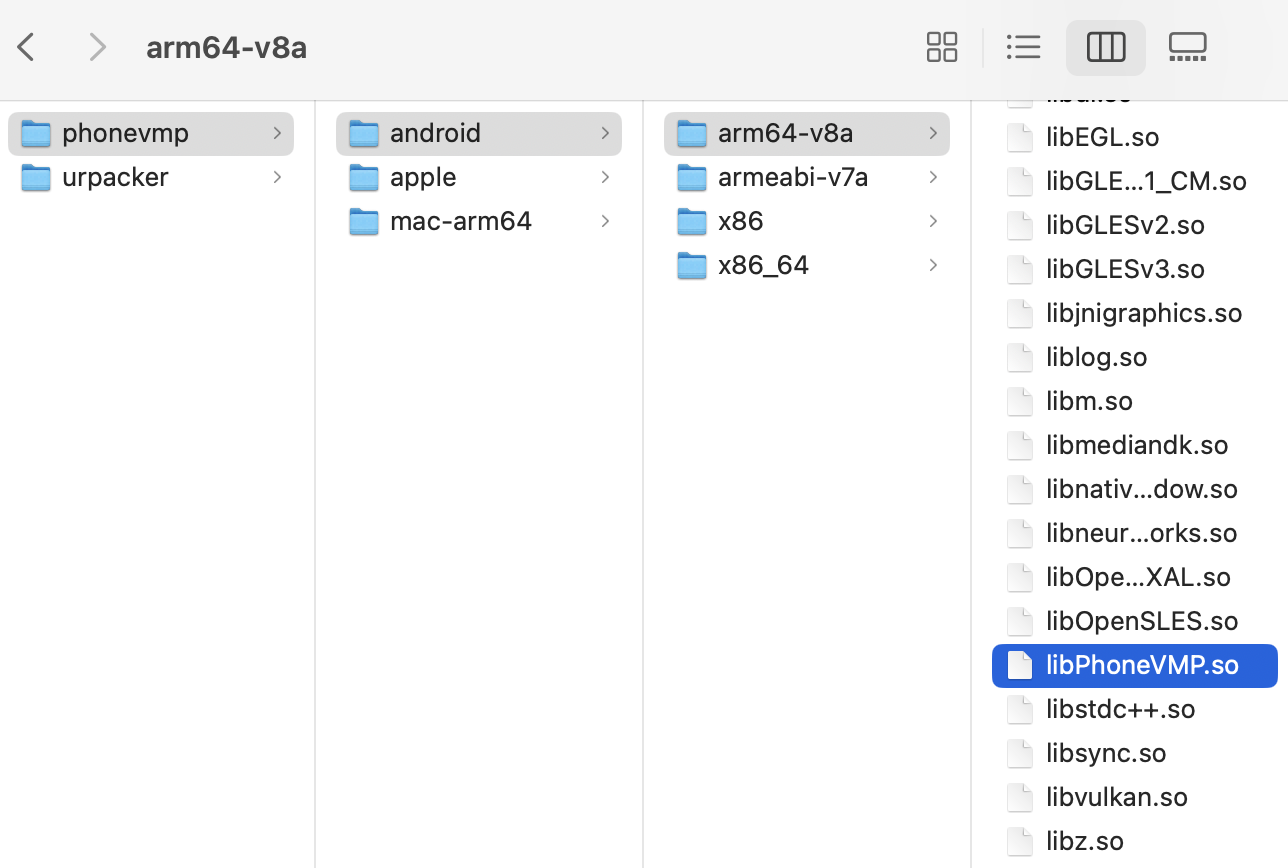 arm64-v8a
phonevmp
urpacker
android
apple
mac-arm64
arm64-v8a
armeabi-v7a
x86
x86_64
libEGL.so
libGLE...1_CM.so
libGLESv2.so
libGLESv3.so
libjnigraphics.so
liblog.so
libm.so
libmediandk.so
libnativ...dow.so
libneur...orks.so
libOpe...XAL.so
libOpenSLES.so
libPhoneVMP.so
libstdc++.so
libsync.so
libvulkan.so
libz.so